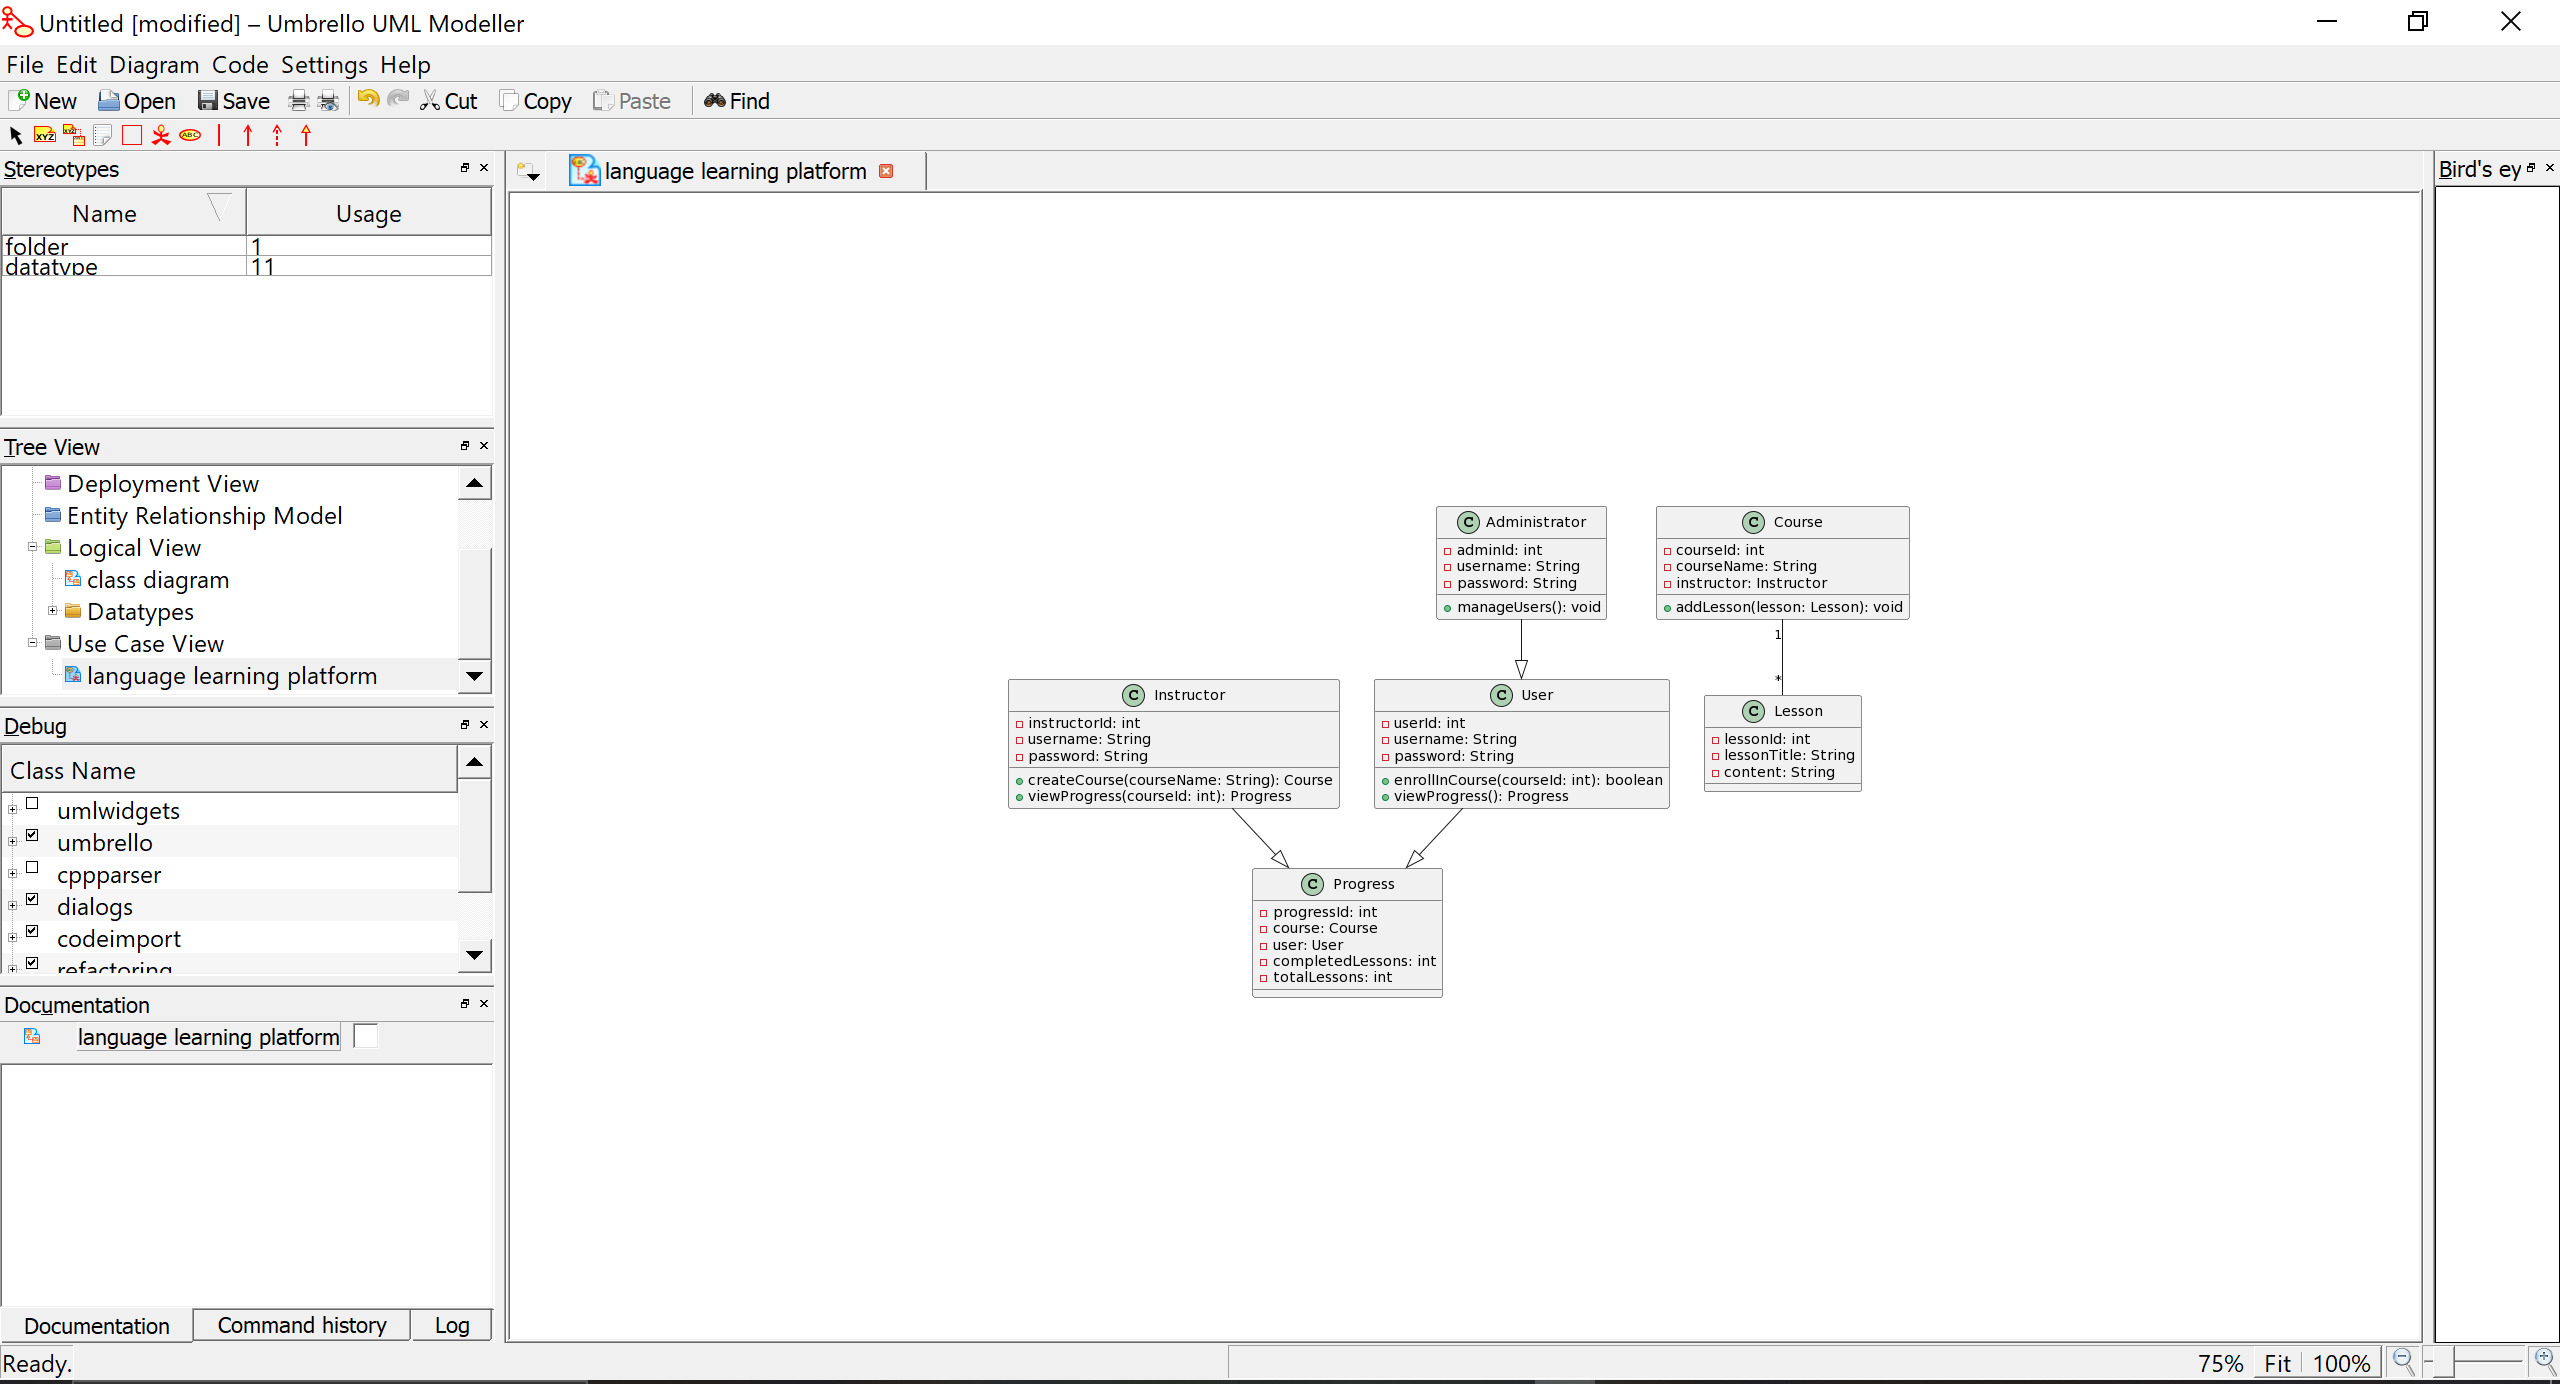 Untitled [modified] – Umbrello UML Modeller
File Edit Diagram Code Settings Help
New Open Save Cut Copy Paste Find
XYZ XYZ ABC
Stereotypes
Name Usage
folder 1
datatype 11
Tree View
Deployment View
Entity Relationship Model
Logical View
class diagram
Datatypes
Use Case View
language learning platform
Debug
Class Name
umlwidgets
umbrello
cppparser
dialogs
codeimport
refactoring
Documentation
language learning platform
Documentation Command history Log
Ready.
language learning platform
C Administrator
adminId: int
username: String
password: String
manageUsers(): void
C Course
courseId: int
courseName: String
instructor: Instructor
addLesson(lesson: Lesson): void
1
*
C Instructor
instructorId: int
username: String
password: String
createCourse(courseName: String): Course
viewProgress(courseId: int): Progress
C User
userId: int
username: String
password: String
enrollInCourse(courseId: int): boolean
viewProgress(): Progress
C Lesson
lessonId: int
lessonTitle: String
content: String
C Progress
progressId: int
course: Course
user: User
completedLessons: int
totalLessons: int
Bird's ey
75% Fit 100%